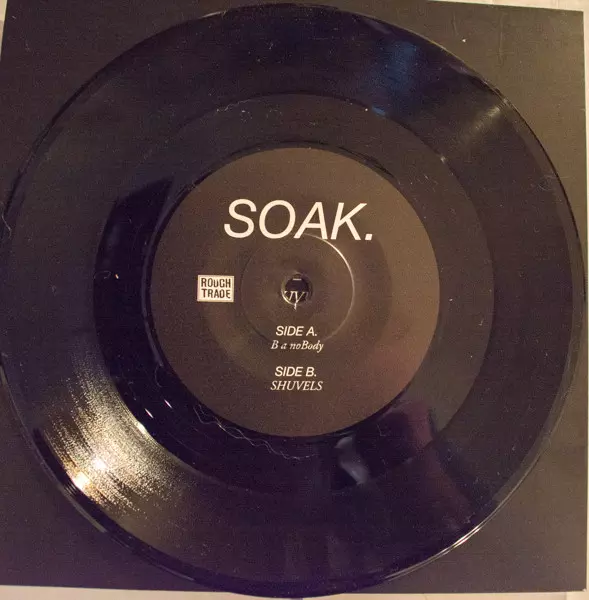 SOAK.
ROUGH
TRADE
SIDE A.
B a noBody
SIDE B.
SHUVELS